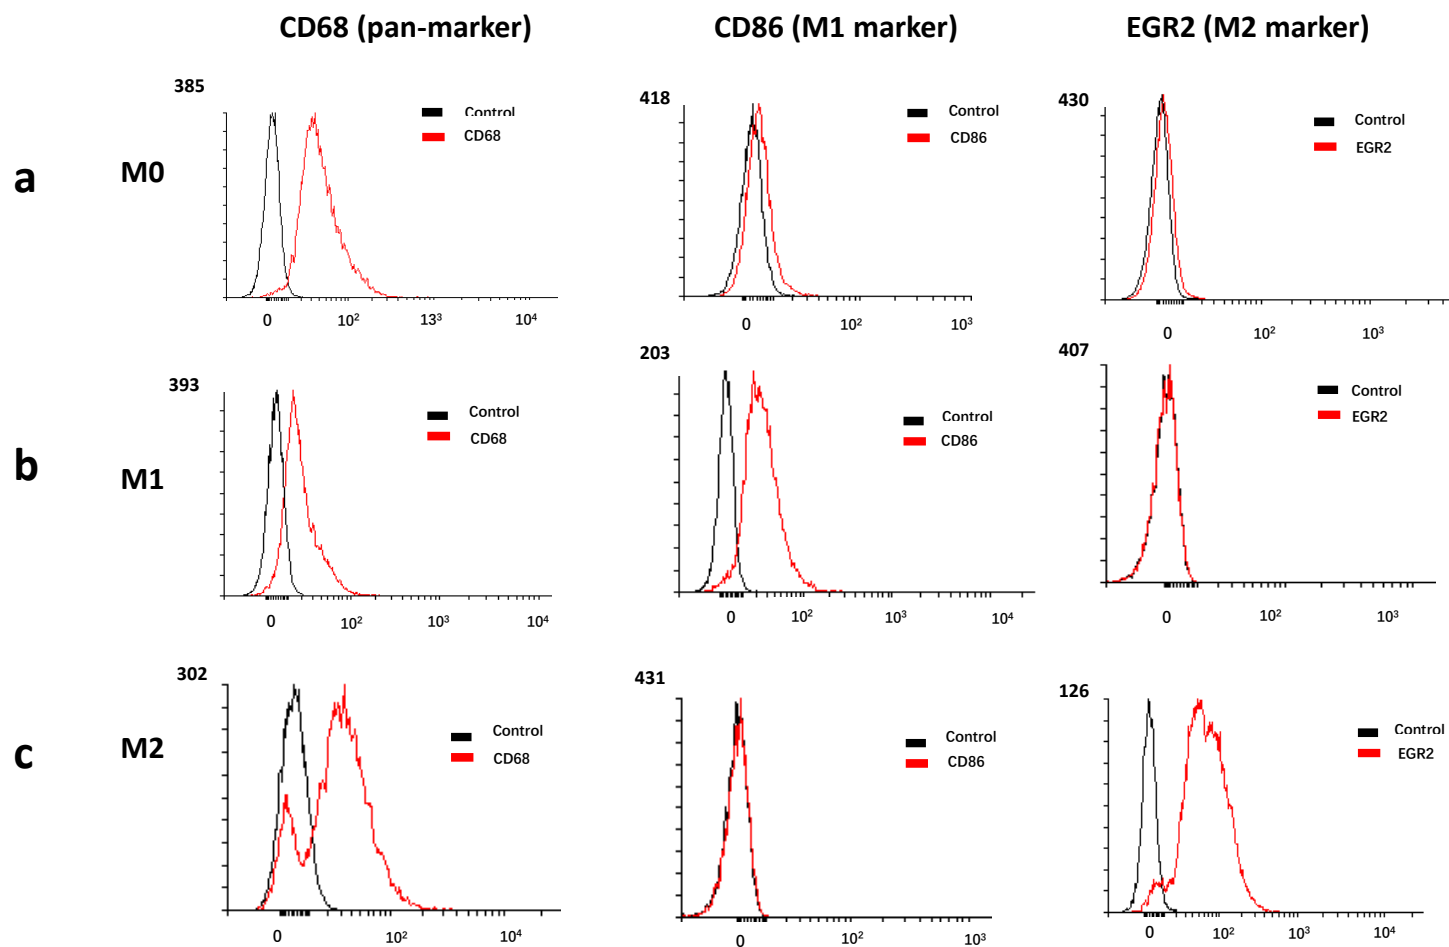 CD68 (pan-marker) CD86 (M1 marker) EGR2 (M2 marker)
a M0
385
Control
CD68
0 10² 13³ 10⁴
418
Control
CD86
0 10² 10³
430
Control
EGR2
0 10² 10³
b M1
393
Control
CD68
0 10² 10³ 10⁴
203
Control
CD86
0 10² 10³ 10⁴
407
Control
EGR2
0 10² 10³
c M2
302
Control
CD68
0 10² 10⁴
431
Control
CD86
0 10² 10³
126
Control
EGR2
0 10² 10³ 10⁴